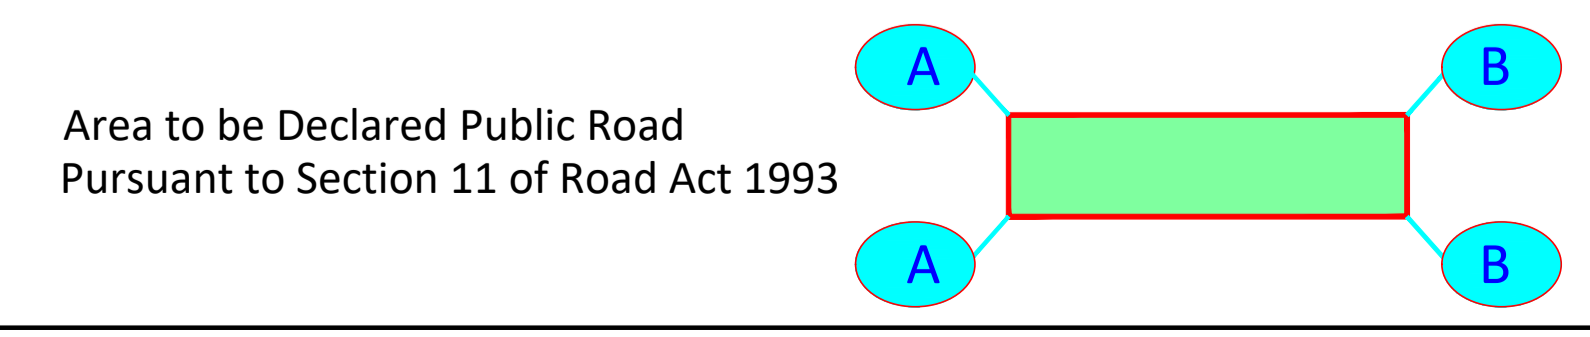 A B
Area to be Declared Public Road
Pursuant to Section 11 of Road Act 1993
A B